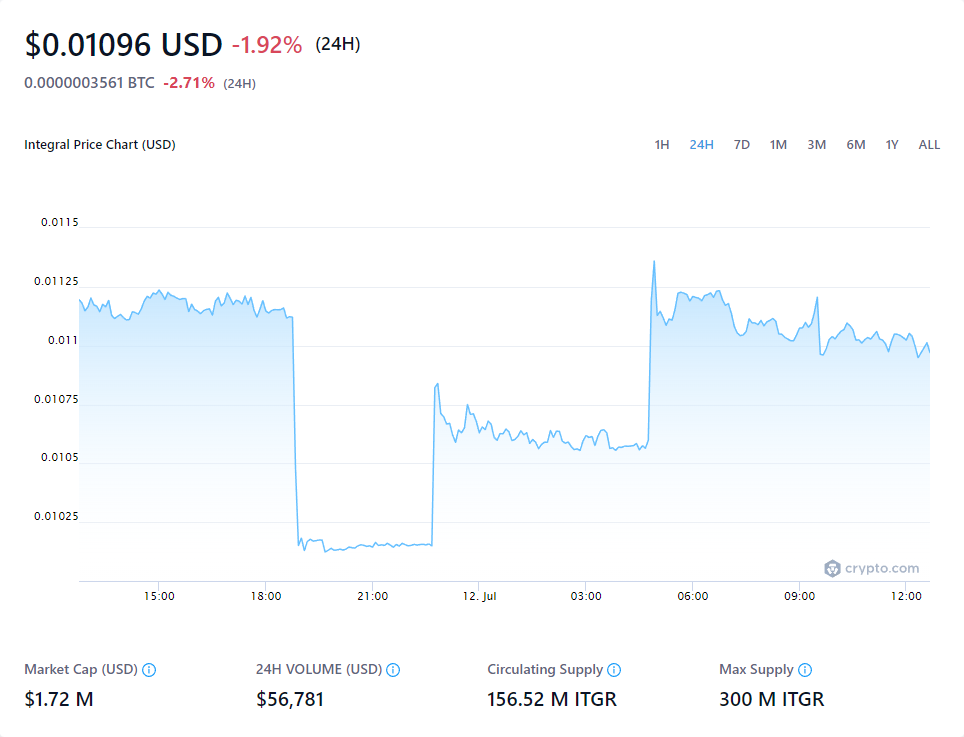 $0.01096 USD -1.92% (24H)
0.0000003561 BTC -2.71% (24H)
Integral Price Chart (USD) 1H 24H 7D 1M 3M 6M 1Y ALL
0.0115
0.01125
0.011
0.01075
0.0105
0.01025
crypto.com
15:00 18:00 21:00 12. Jul 03:00 06:00 09:00 12:00
Market Cap (USD) 24H VOLUME (USD) Circulating Supply Max Supply
$1.72 M $56,781 156.52 M ITGR 300 M ITGR